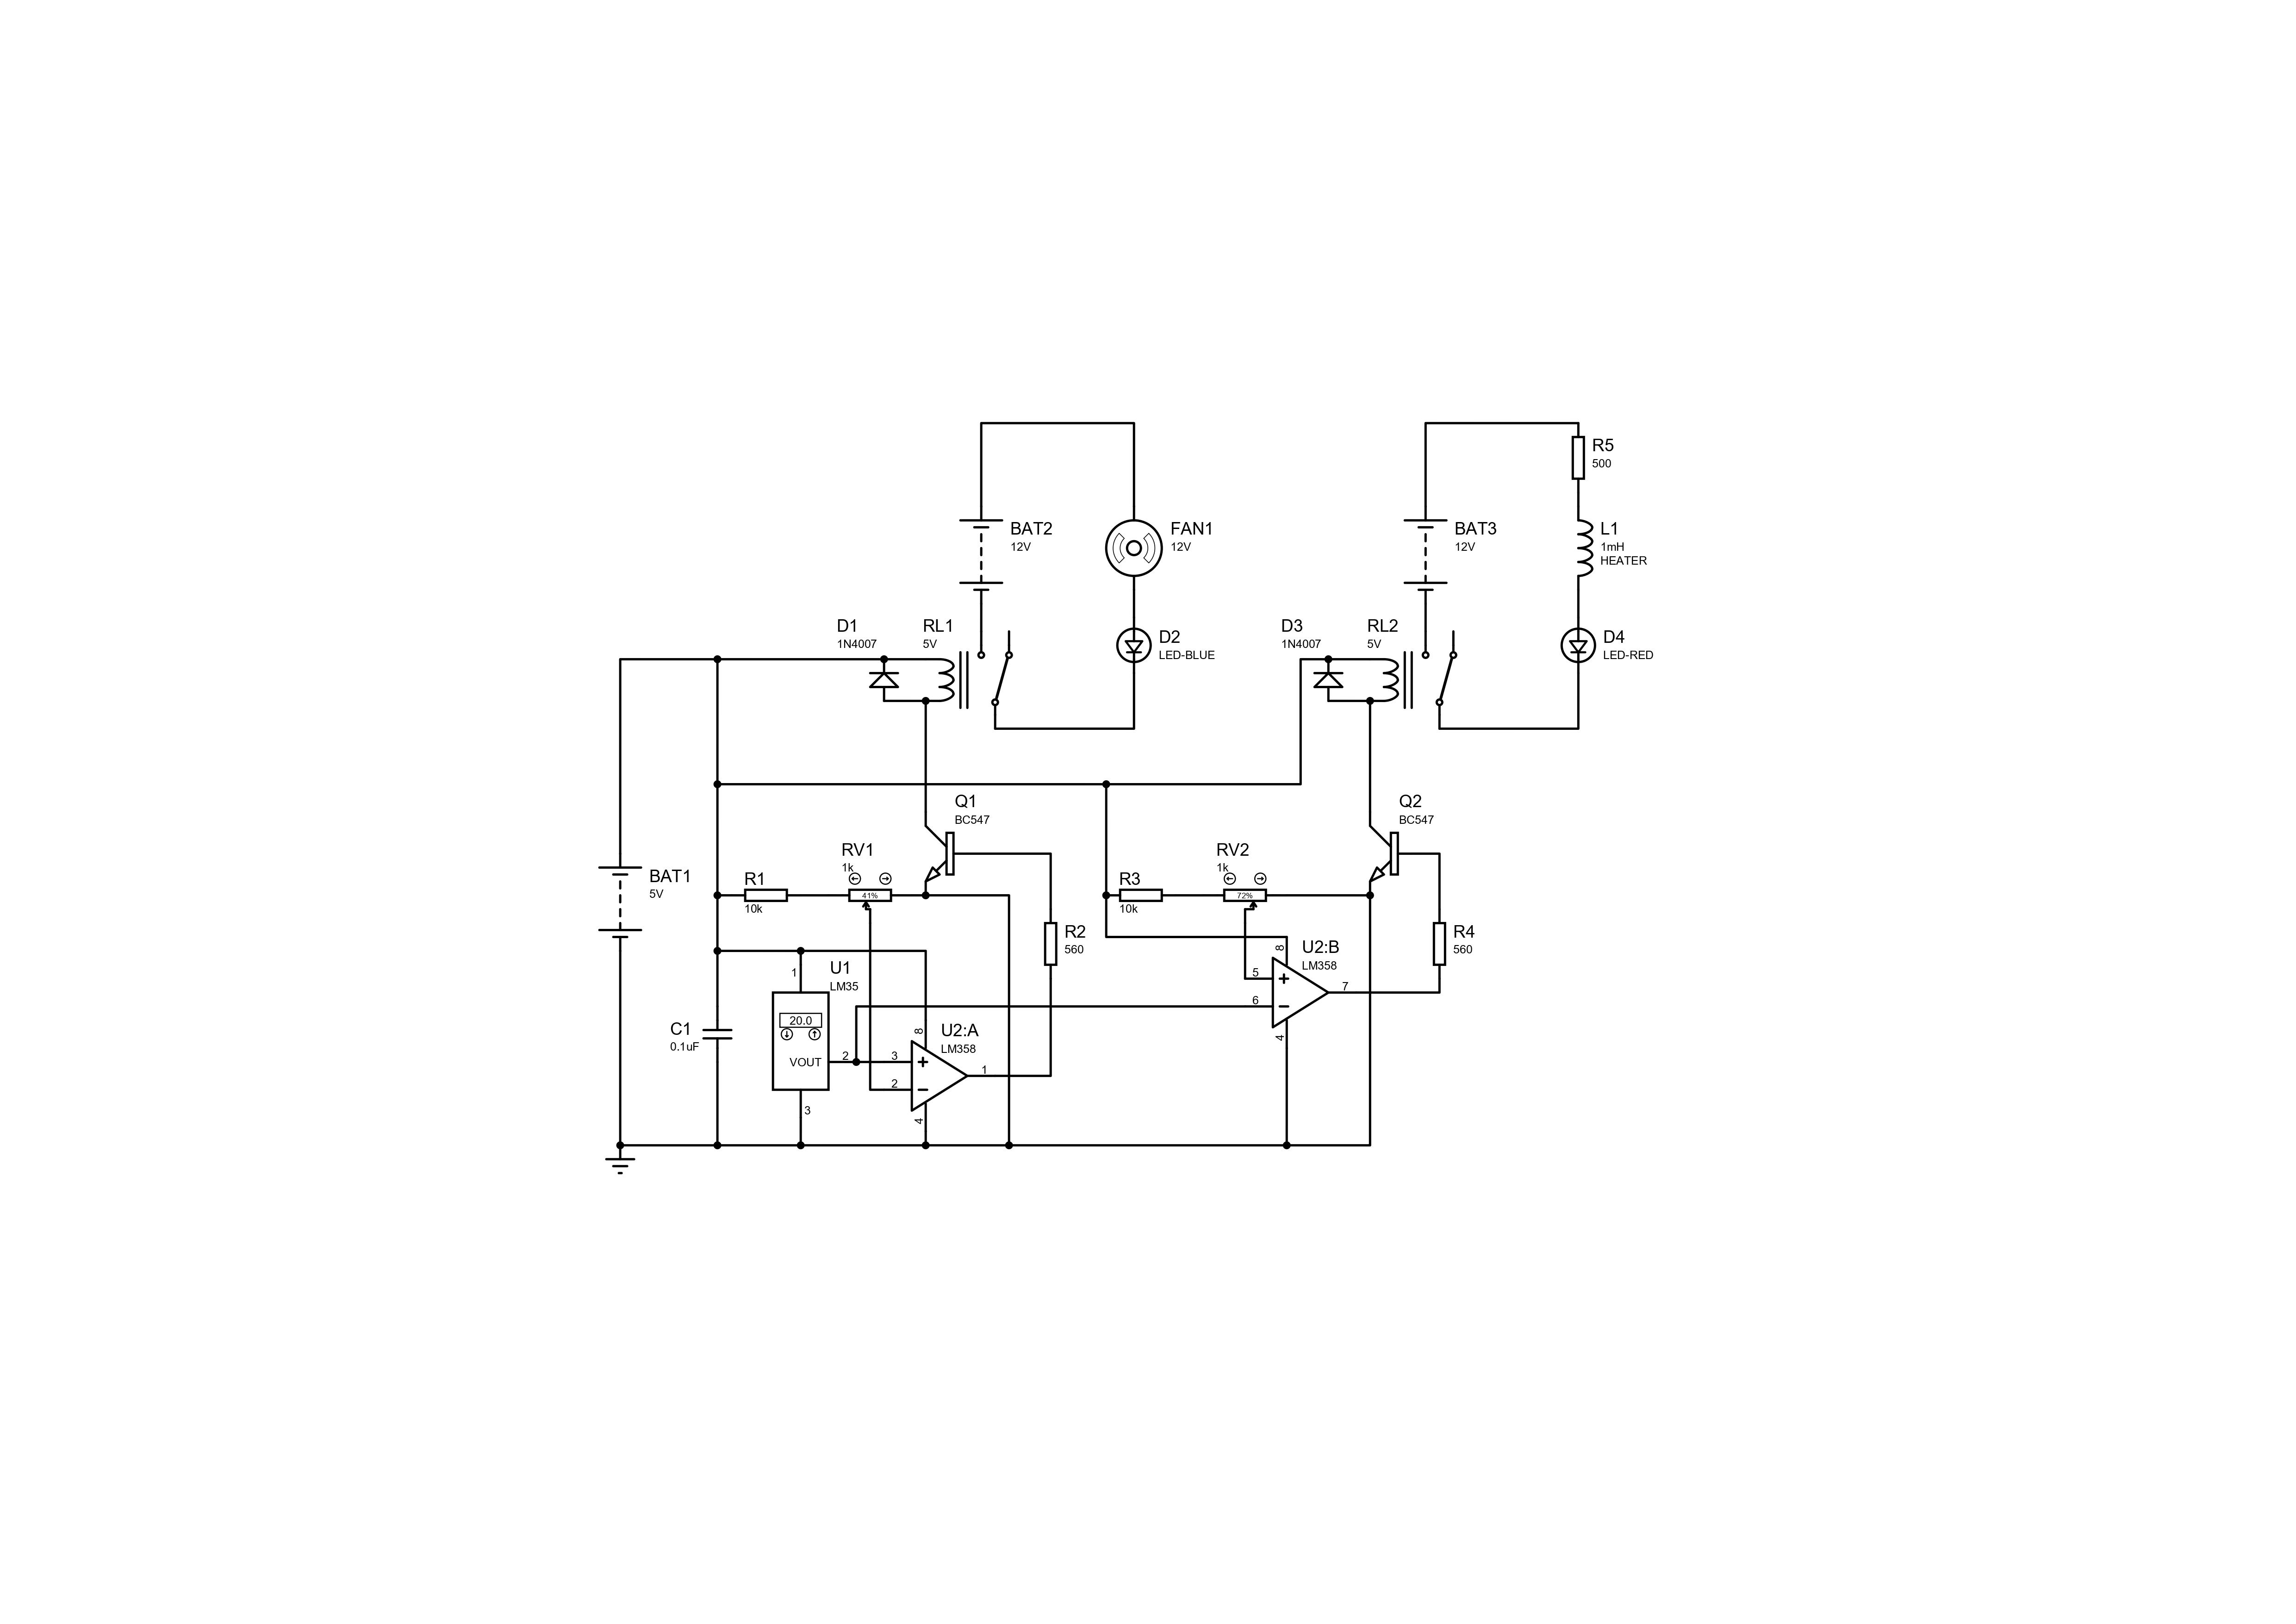 R5
500
BAT2
12V
FAN1
12V
BAT3
12V
L1
1mH
HEATER
D1
1N4007
RL1
5V
D2
LED-BLUE
D3
1N4007
RL2
5V
D4
LED-RED
Q1
BC547
Q2
BC547
RV1
1k
41%
RV2
1k
72%
BAT1
5V
R1
10k
R3
10k
R2
560
R4
560
U2:B
LM358
8
5
6
7
4
U1
LM35
1
20.0
VOUT
2
3
C1
0.1uF
U2:A
LM358
8
3
2
1
4